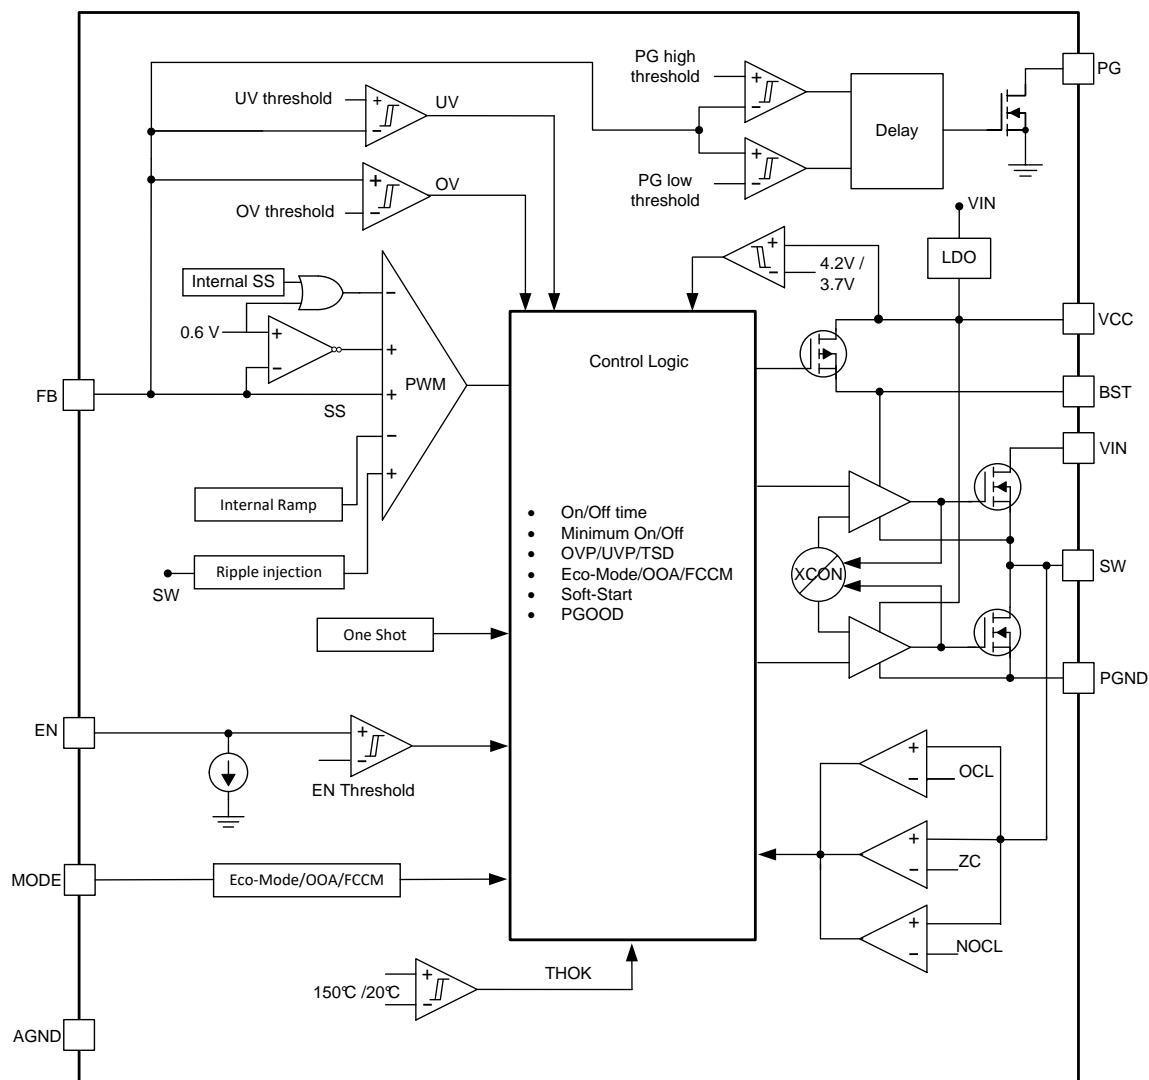 PG high
threshold
PG
UV threshold
UV
Delay
PG low
threshold
OV
OV threshold
VIN
LDO
4.2V /
3.7V
Internal SS
0.6 V
VCC
Control Logic
PWM
FB
SS
BST
VIN
Internal Ramp
• On/Off time
• Minimum On/Off
• OVP/UVP/TSD
• Eco-Mode/OOA/FCCM
• Soft-Start
• PGOOD
Ripple injection
SW
XCON
SW
One Shot
PGND
EN
EN Threshold
OCL
ZC
MODE
Eco-Mode/OOA/FCCM
NOCL
THOK
150°C /20°C
AGND
+
-
+
-
+
-
+
-
+
-
-
+
+
-
+
+
-
+
-
+
-
+
-
+
-
+
-